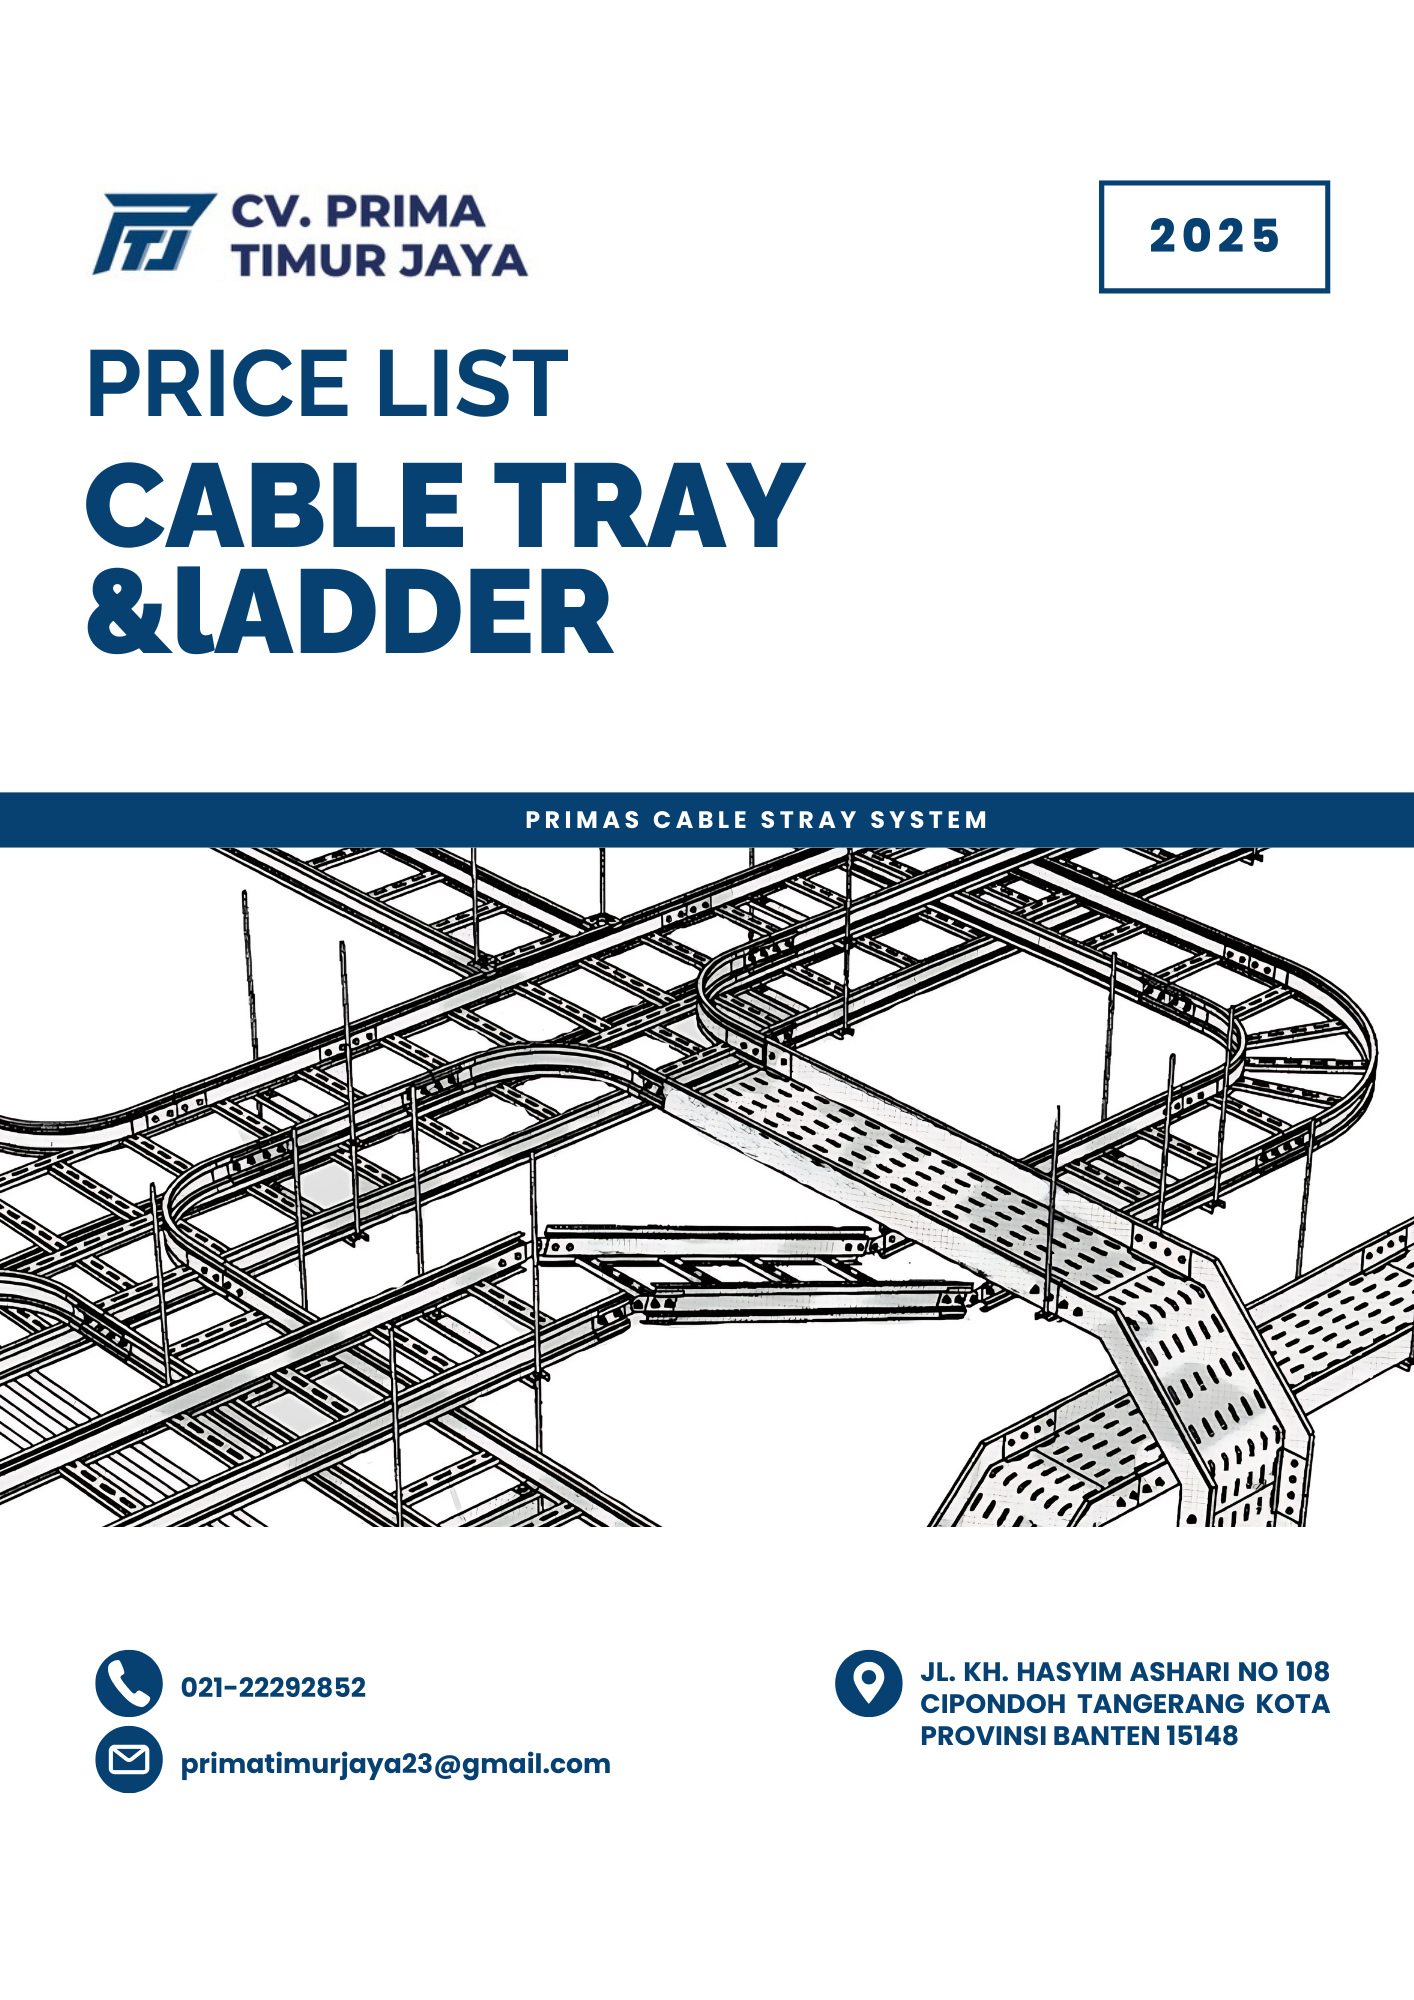 CV. PRIMA
TIMUR JAYA
2025
PRICE LIST
CABLE TRAY
&lADDER
PRIMAS CABLE STRAY SYSTEM
021-22292852
primatimurjaya23@gmail.com
JL. KH. HASYIM ASHARI NO 108
CIPONDOH TANGERANG KOTA
PROVINSI BANTEN 15148